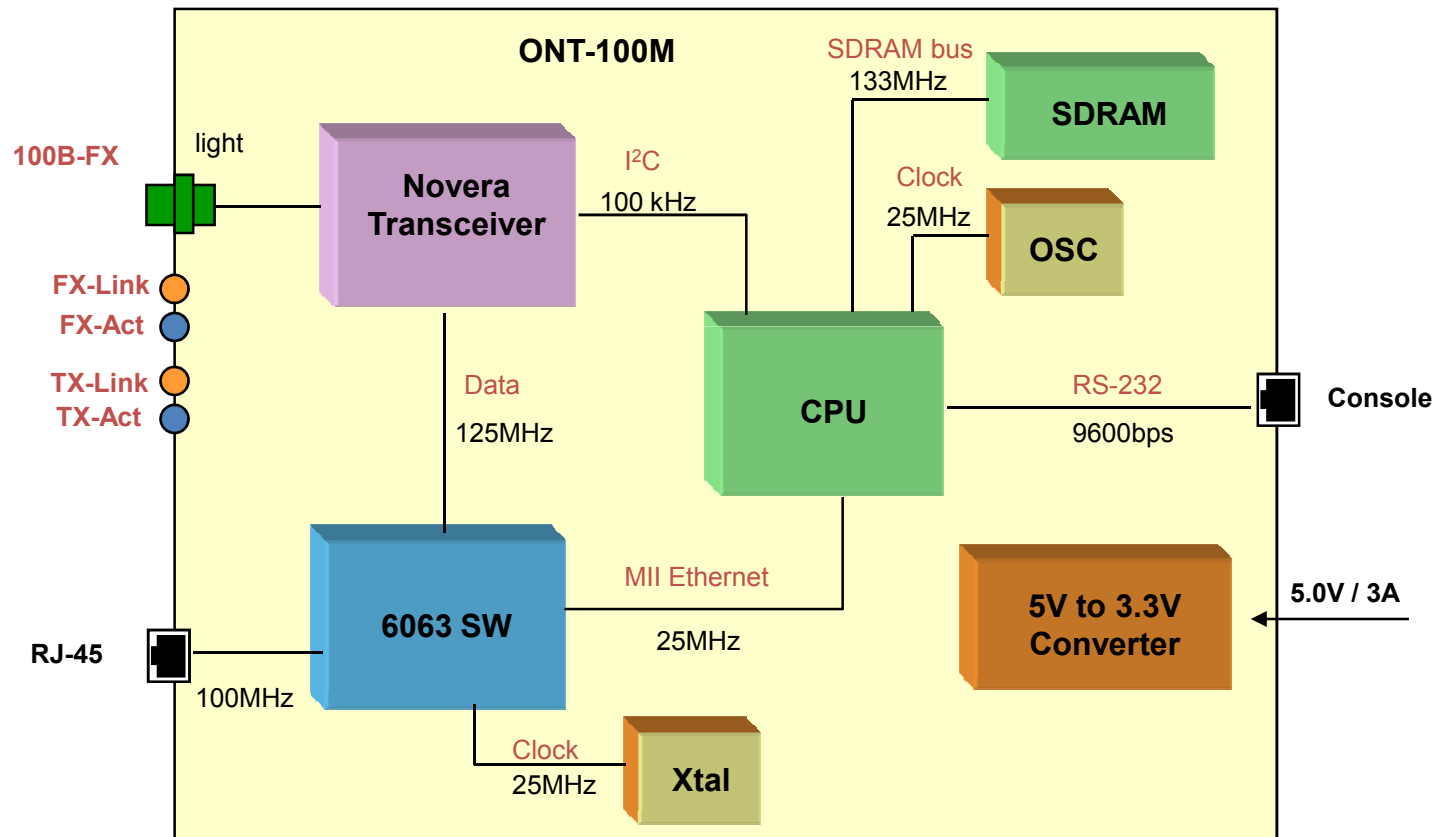 ONT-100M
SDRAM bus
133MHz
SDRAM
100B-FX
light
Novera
Transceiver
I²C
100 kHz
Clock
25MHz
OSC
FX-Link
FX-Act
TX-Link
TX-Act
Data
125MHz
CPU
RS-232
9600bps
Console
6063 SW
MII Ethernet
25MHz
5V to 3.3V
Converter
5.0V / 3A
RJ-45
100MHz
Clock
25MHz
Xtal